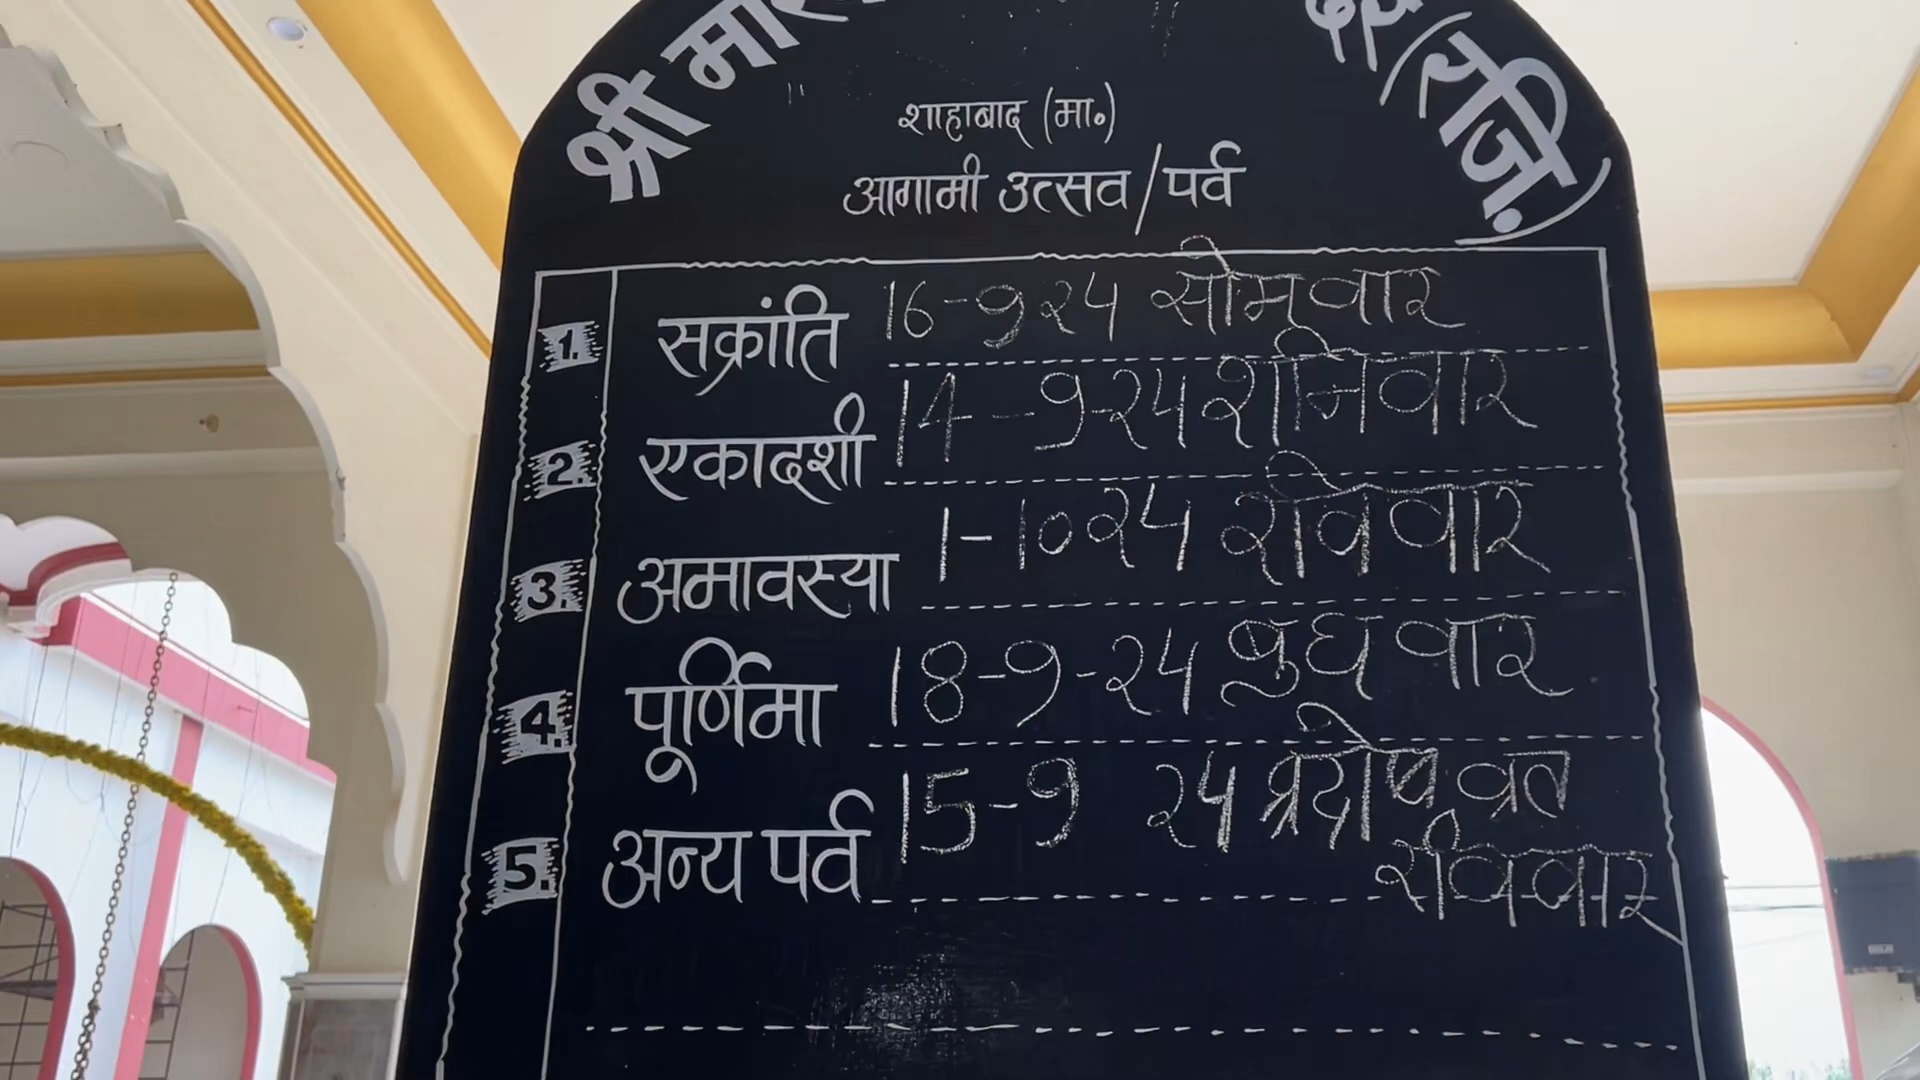 श्री
(रजि.)
शाहाबाद (मा॰)
आगामी उत्सव/पर्व
1. सक्रांति 16-9 24 सोमवार
2. एकादशी 14--9-24 शनिवार
3. अमावस्या 1-10 24 रविवार
4. पूर्णिमा 18-9-24 बुधवार
5. अन्य पर्व 15-9 24 प्रदोष व्रत
रविवार